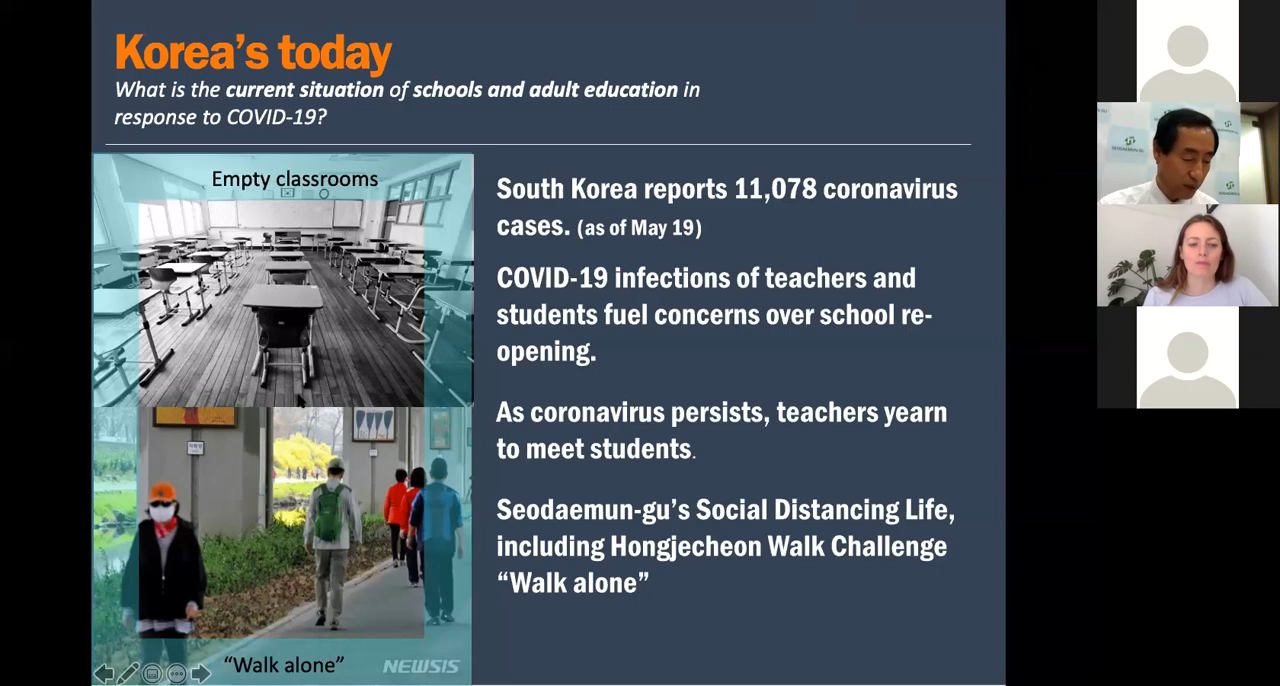 Korea's today
What is the current situation of schools and adult education in
response to COVID-19?
Empty classrooms
South Korea reports 11,078 coronavirus
cases. (as of May 19)
COVID-19 infections of teachers and
students fuel concerns over school re-
opening.
As coronavirus persists, teachers yearn
to meet students.
Seodaemun-gu's Social Distancing Life,
including Hongjecheon Walk Challenge
“Walk alone”
“Walk alone”
NEWSIS
SEODAEMUN-GU